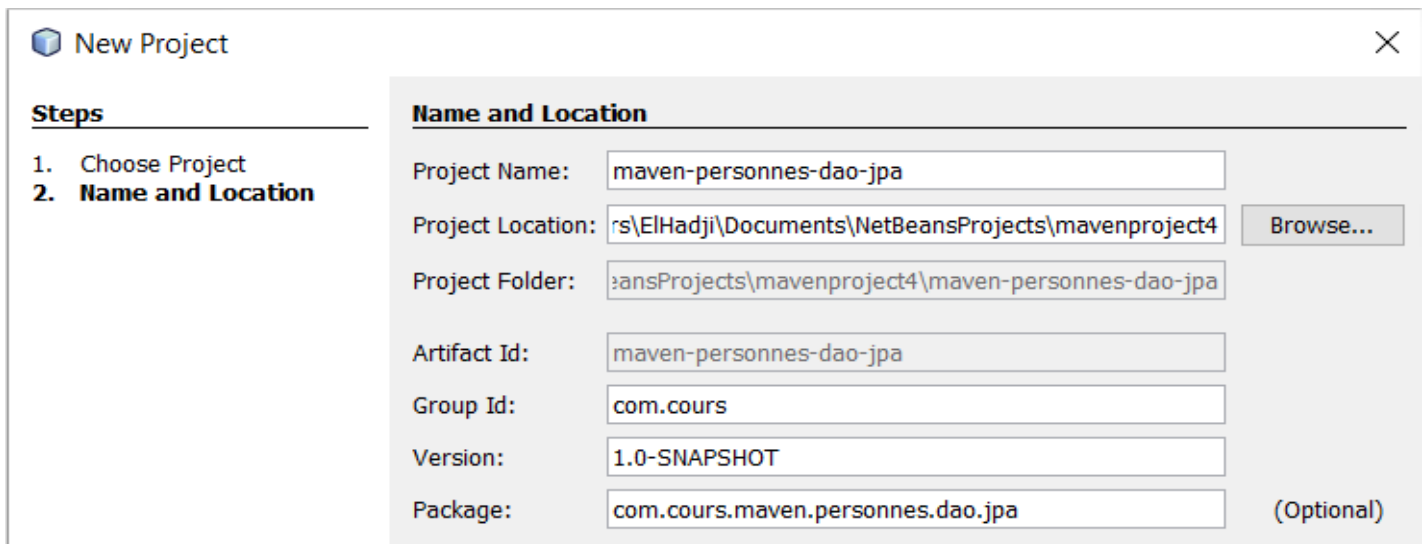 New Project
Steps
1. Choose Project
2. Name and Location
Name and Location
Project Name: maven-personnes-dao-jpa
Project Location: rs\ElHadji\Documents\NetBeansProjects\mavenproject4 Browse...
Project Folder: eansProjects\mavenproject4\maven-personnes-dao-jpa
Artifact Id: maven-personnes-dao-jpa
Group Id: com.cours
Version: 1.0-SNAPSHOT
Package: com.cours.maven.personnes.dao.jpa (Optional)